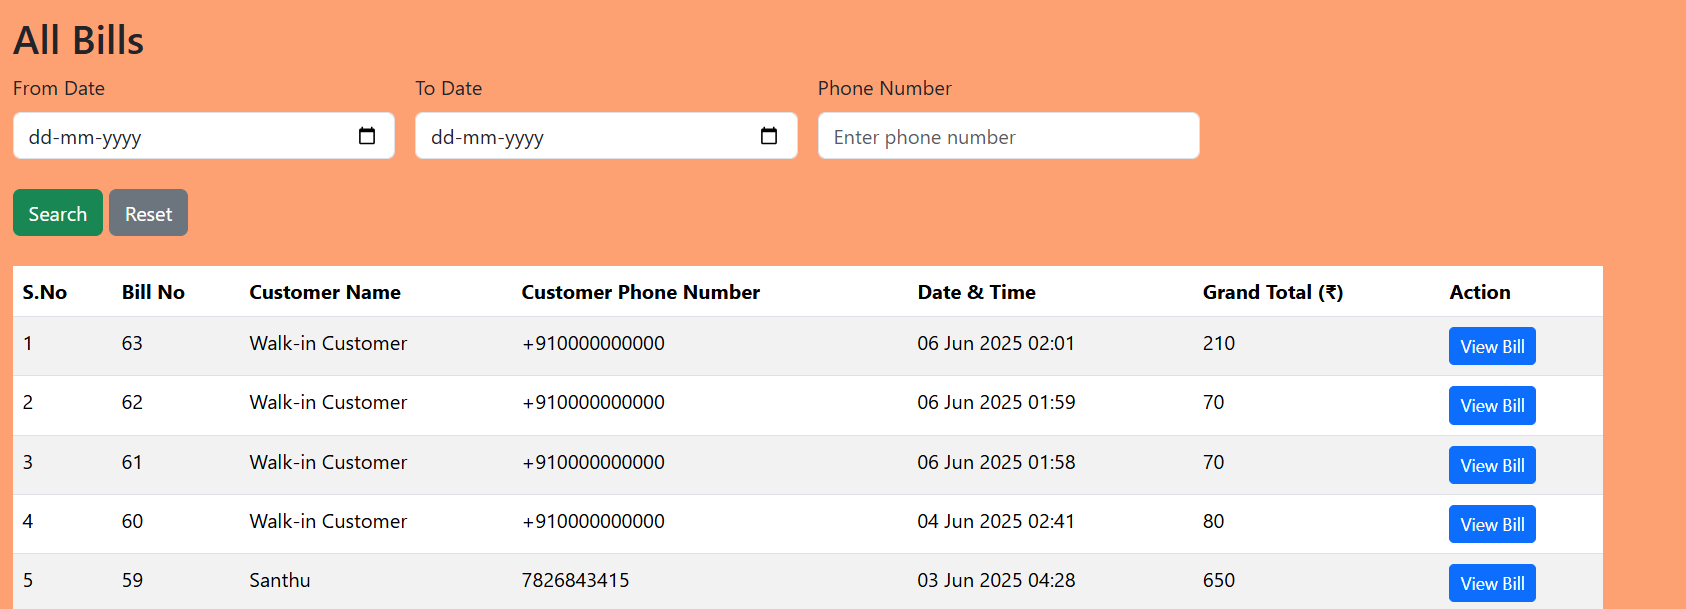 All Bills
From Date To Date Phone Number
dd-mm-yyyy dd-mm-yyyy Enter phone number
Search Reset
S.No Bill No Customer Name Customer Phone Number Date & Time Grand Total (₹) Action
1 63 Walk-in Customer +910000000000 06 Jun 2025 02:01 210 View Bill
2 62 Walk-in Customer +910000000000 06 Jun 2025 01:59 70 View Bill
3 61 Walk-in Customer +910000000000 06 Jun 2025 01:58 70 View Bill
4 60 Walk-in Customer +910000000000 04 Jun 2025 02:41 80 View Bill
5 59 Santhu 7826843415 03 Jun 2025 04:28 650 View Bill